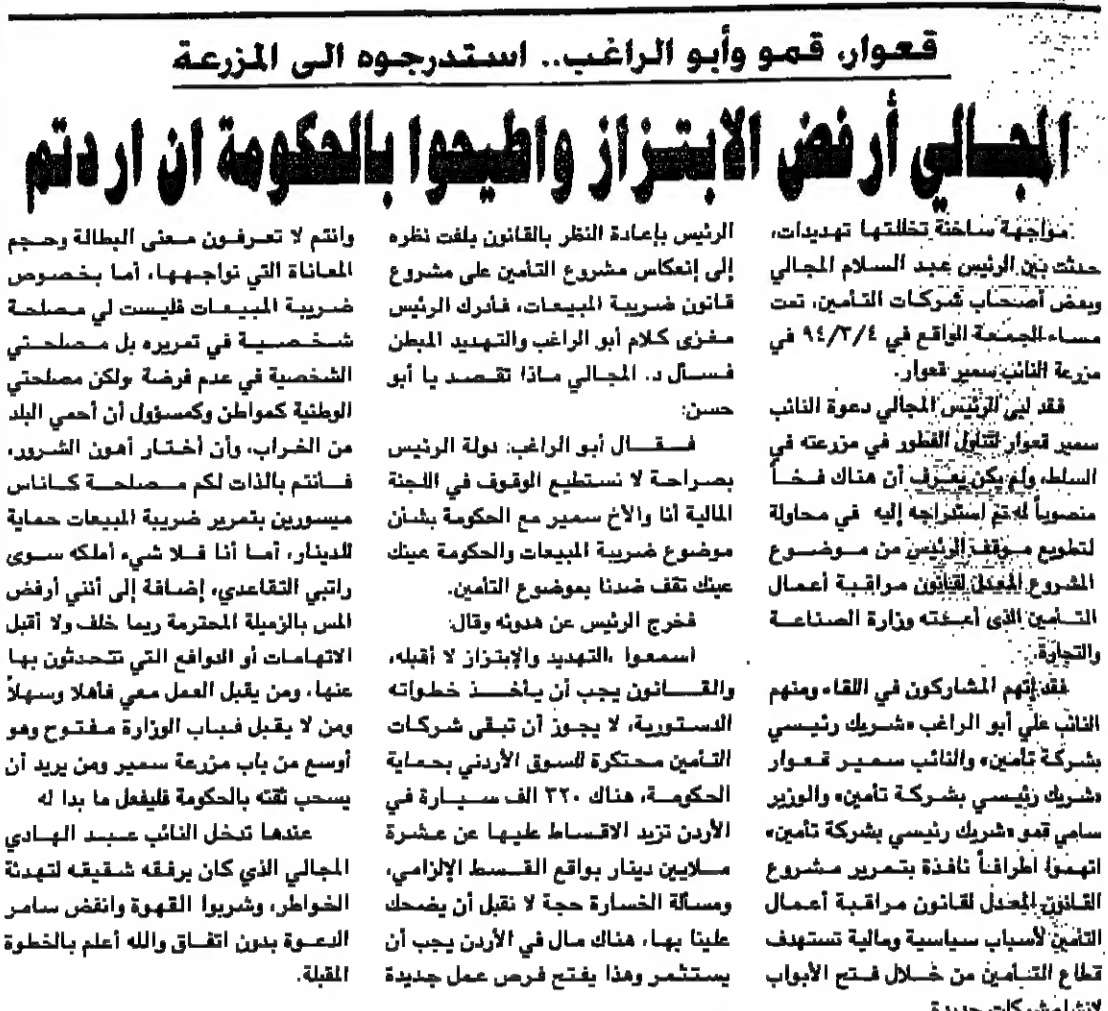 قعوار، قمو وأبو الراغب.. استدرجوه الى المزرعة
المجالي أرفض الابتزاز واطيحوا بالحكومة ان اردتم
مواجهة ساخنة تخللتها تهديدات،
حدثت بين الرئيس عبد السلام المجالي
وبعض أصحاب شركات التأمين، تمت
مساء الجمعة الواقع في ٩٤/٣/٤ في
مزرعة النائب سمير قعوار.
فقد لبى الرئيس المجالي دعوة النائب
سمير قعوار لتناول الفطور في مزرعته في
السلط، ولم يكن يعرف أن هناك فخاً
منصوباً له تم استدراجه إليه في محاولة
لتطويع موقف الرئيس من موضوع
المشروع المعدل لقانون مراقبة أعمال
التأمين الذي أعدته وزارة الصناعة
والتجارة.
فقد إتهم المشاركون في اللقاء ومنهم
النائب علي أبو الراغب «شريك رئيسي
بشركة تأمين» والنائب سمير قعوار
«شريك رئيسي بشركة تأمين» والوزير
سامي قمو «شريك رئيسي بشركة تأمين»
اتهموا اطرافاً نافذة بتمرير مشروع
القانون المعدل لقانون مراقبة أعمال
التأمين لأسباب سياسية ومالية تستهدف
قطاع التأمين من خلال فتح الأبواب
لانشاء شركات جديدة
الرئيس بإعادة النظر بالقانون يلفت نظره
إلى إنعكاس مشروع التأمين على مشروع
قانون ضريبة المبيعات، فأدرك الرئيس
مغزى كلام أبو الراغب والتهديد المبطن
فسأل د. المجالي ماذا تقصد يا أبو
حسن:
فقال أبو الراغب: دولة الرئيس
بصراحة لا نستطيع الوقوف في اللجنة
المالية أنا والأخ سمير مع الحكومة بشأن
موضوع ضريبة المبيعات والحكومة عينك
عينك تقف ضدنا بموضوع التأمين.
فخرج الرئيس عن هدوئه وقال:
اسمعوا ،التهديد والإبتزاز لا أقبله،
والقانون يجب أن يأخذ خطواته
الدستورية، لا يجوز أن تبقى شركات
التأمين محتكرة للسوق الأردني بحماية
الحكومة، هناك ٣٢٠ الف سيارة في
الأردن تزيد الاقساط عليها عن عشرة
ملايين دينار بواقع القسط الإلزامي،
ومسألة الخسارة حجة لا نقبل أن يضحك
علينا بها، هناك مال في الأردن يجب أن
يستثمر وهذا يفتح فرص عمل جديدة
وانتم لا تعرفون معنى البطالة وحجم
المعاناة التي نواجهها، أما بخصوص
ضريبة المبيعات فليست لي مصلحة
شخصية في تمريره بل مصلحتي
الشخصية في عدم فرضة ولكن مصلحتي
الوطنية كمواطن وكمسؤول أن أحمي البلد
من الخراب، وأن أختار أهون الشرور،
فأنتم بالذات لكم مصلحة كاناس
ميسورين بتمرير ضريبة المبيعات حماية
للدينار، أما أنا فلا شيء أملكه سوى
راتبي التقاعدي، إضافة إلى أنني أرفض
المس بالزميلة المحترمة ريما خلف ولا أقبل
الاتهامات أو الدوافع التي تتحدثون بها
عنها، ومن يقبل العمل معي فأهلا وسهلاً
ومن لا يقبل فباب الوزارة مفتوح وهو
أوسع من باب مزرعة سمير ومن يريد أن
يسحب ثقته بالحكومة فليفعل ما بدا له
عندها تدخل النائب عبد الهادي
المجالي الذي كان برفقه شقيقه لتهدئة
الخواطر، وشربوا القهوة وانفض سامر
الدعوة بدون اتفاق والله أعلم بالخطوة
المقبلة.